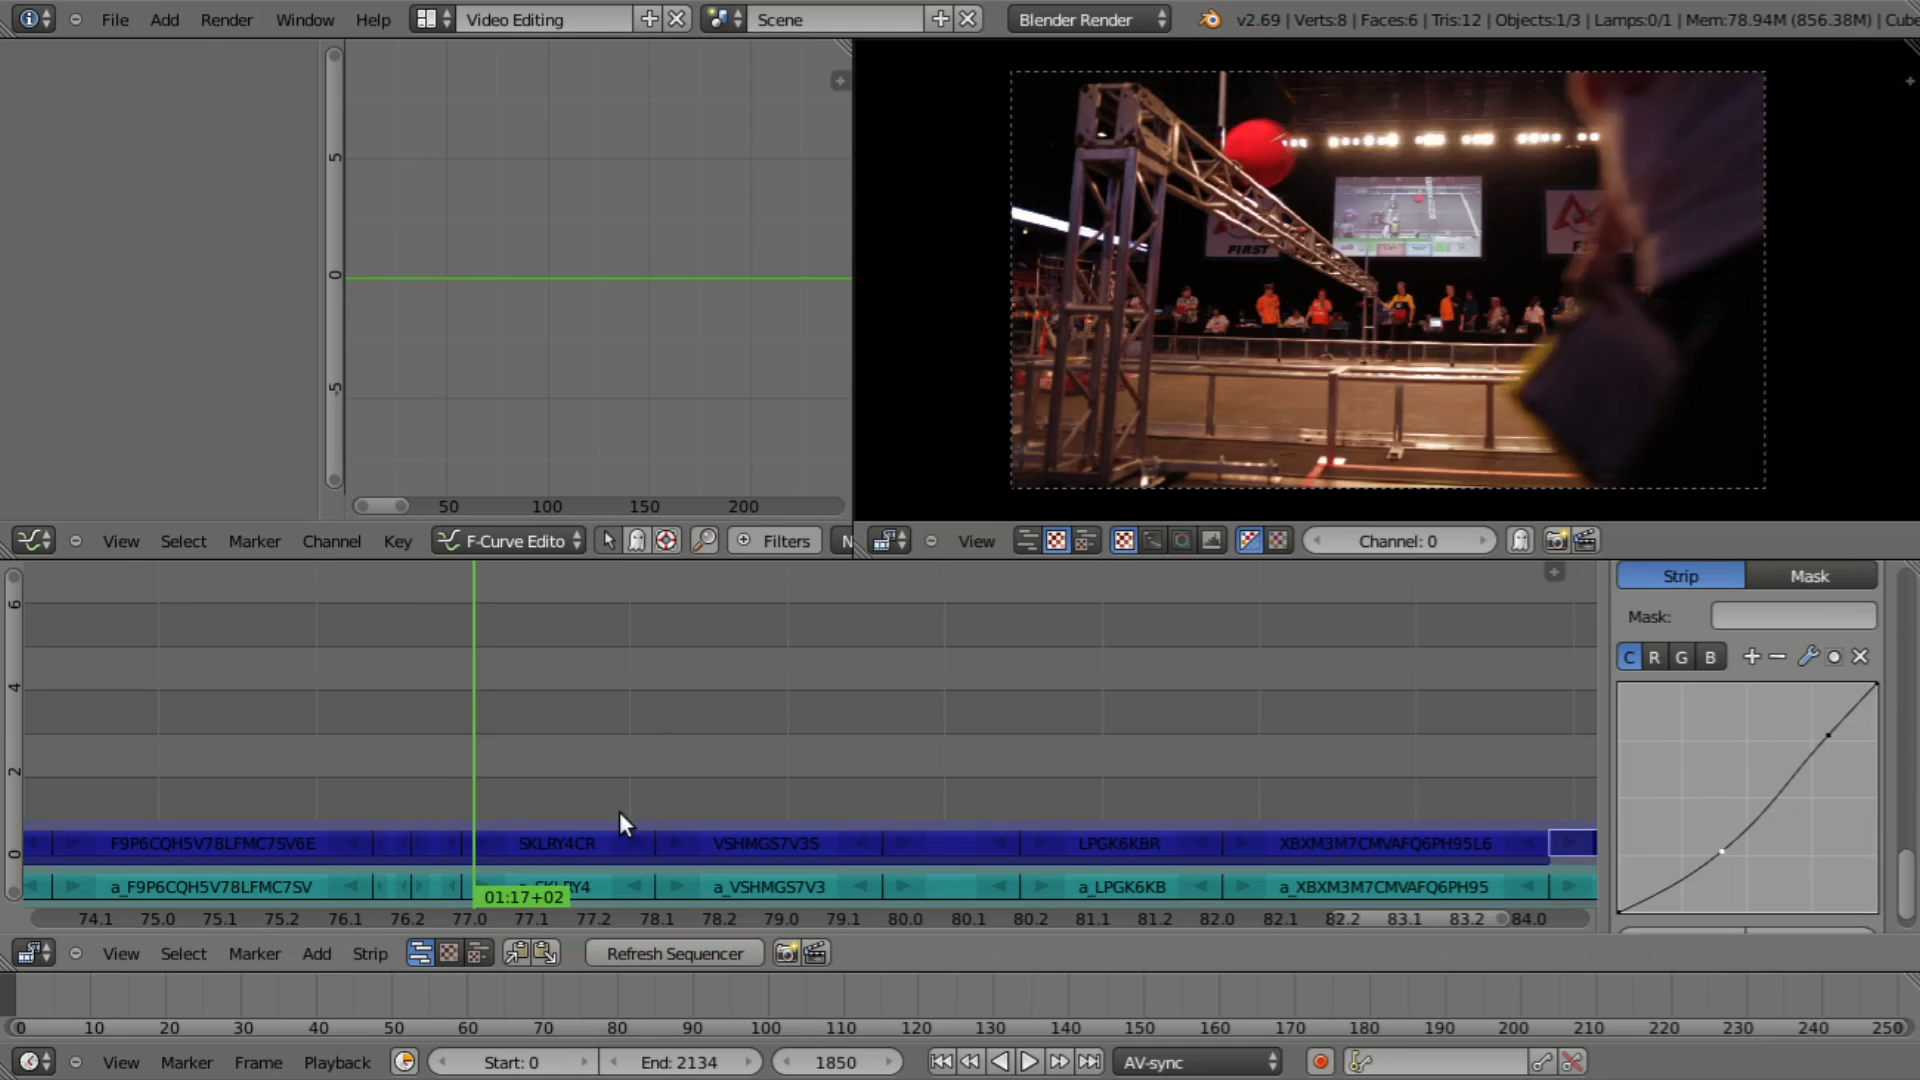 File Add Render Window Help Video Editing Scene Blender Render v2.69 | Verts:8 | Faces:6 | Tris:12 | Objects:1/3 | Lamps:0/1 | Mem:78.94M (856.38M) | Cube
5
0
-5
50 100 150 200
FIRST
View Select Marker Channel Key F-Curve Edito Filters N
View Channel: 0
6
4
2
0
Strip Mask
Mask:
C R G B
F9P6CQH5V78LFMC7SV6E SKLRY4CR VSHMGS7V3S LPGK6KBR XBXM3M7CMVAFQ6PH95L6
a_F9P6CQH5V78LFMC7SV a_SKLRY4 a_VSHMGS7V3 a_LPGK6KB a_XBXM3M7CMVAFQ6PH95
01:17+02
74.1 75.0 75.1 75.2 76.1 76.2 77.0 77.1 77.2 78.1 78.2 79.0 79.1 80.0 80.1 80.2 81.1 81.2 82.0 82.1 82.2 83.1 83.2 84.0
View Select Marker Add Strip Refresh Sequencer
0 10 20 30 40 50 60 70 80 90 100 110 120 130 140 150 160 170 180 190 200 210 220 230 240 250
View Marker Frame Playback Start: 0 End: 2134 1850 AV-sync